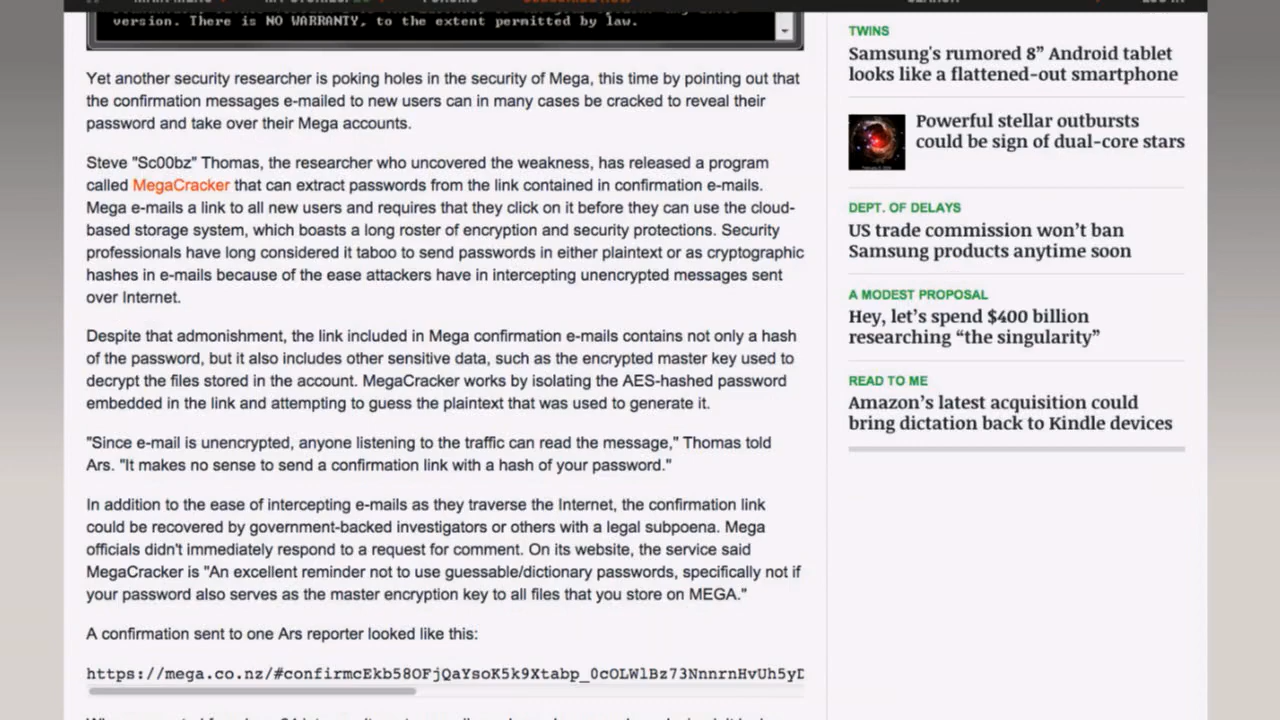 version. There is NO WARRANTY, to the extent permitted by law.
Yet another security researcher is poking holes in the security of Mega, this time by pointing out that
the confirmation messages e-mailed to new users can in many cases be cracked to reveal their
password and take over their Mega accounts.
Steve "Sc00bz" Thomas, the researcher who uncovered the weakness, has released a program
called MegaCracker that can extract passwords from the link contained in confirmation e-mails.
Mega e-mails a link to all new users and requires that they click on it before they can use the cloud-
based storage system, which boasts a long roster of encryption and security protections. Security
professionals have long considered it taboo to send passwords in either plaintext or as cryptographic
hashes in e-mails because of the ease attackers have in intercepting unencrypted messages sent
over Internet.
Despite that admonishment, the link included in Mega confirmation e-mails contains not only a hash
of the password, but it also includes other sensitive data, such as the encrypted master key used to
decrypt the files stored in the account. MegaCracker works by isolating the AES-hashed password
embedded in the link and attempting to guess the plaintext that was used to generate it.
"Since e-mail is unencrypted, anyone listening to the traffic can read the message," Thomas told
Ars. "It makes no sense to send a confirmation link with a hash of your password."
In addition to the ease of intercepting e-mails as they traverse the Internet, the confirmation link
could be recovered by government-backed investigators or others with a legal subpoena. Mega
officials didn't immediately respond to a request for comment. On its website, the service said
MegaCracker is "An excellent reminder not to use guessable/dictionary passwords, specifically not if
your password also serves as the master encryption key to all files that you store on MEGA."
A confirmation sent to one Ars reporter looked like this:
https://mega.co.nz/#confirmcEkb58OFjQaYsoK5k9Xtabp_0cOLWlBz73NnnrnHvUh5yD
TWINS
Samsung's rumored 8” Android tablet
looks like a flattened-out smartphone
Powerful stellar outbursts
could be sign of dual-core stars
DEPT. OF DELAYS
US trade commission won’t ban
Samsung products anytime soon
A MODEST PROPOSAL
Hey, let’s spend $400 billion
researching “the singularity”
READ TO ME
Amazon’s latest acquisition could
bring dictation back to Kindle devices